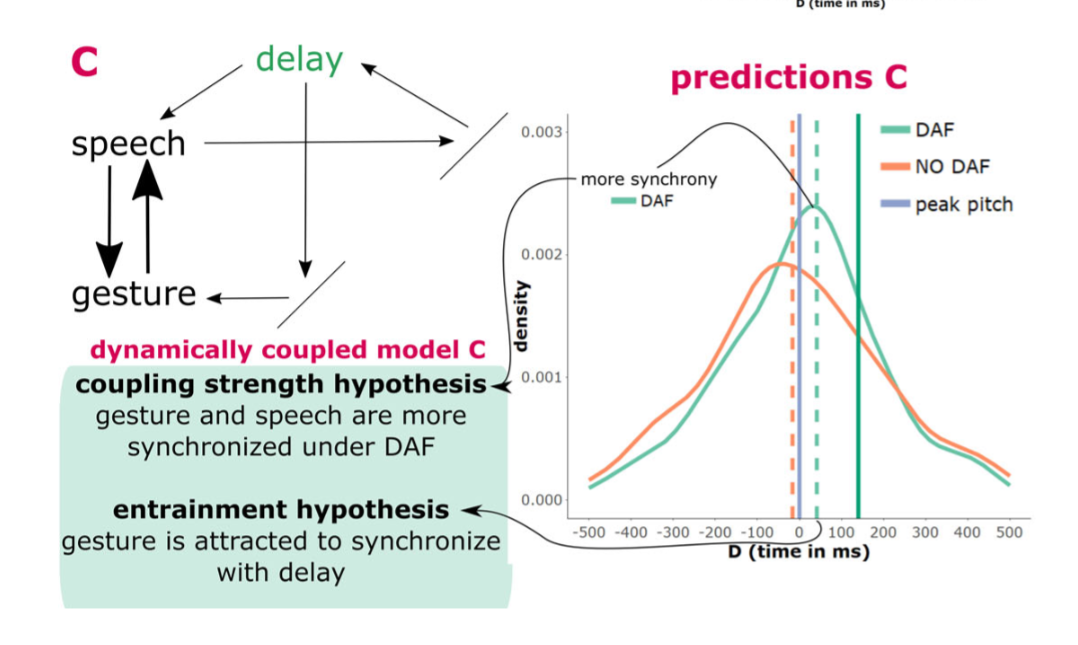 D (time in ms)
C
delay
speech
gesture
dynamically coupled model C
coupling strength hypothesis
gesture and speech are more
synchronized under DAF
entrainment hypothesis
gesture is attracted to synchronize
with delay
predictions C
DAF
NO DAF
peak pitch
more synchrony
DAF
density
0.003
0.002
0.001
0.000
-500 -400 -300 -200 -100 0 100 200 300 400 500
D (time in ms)